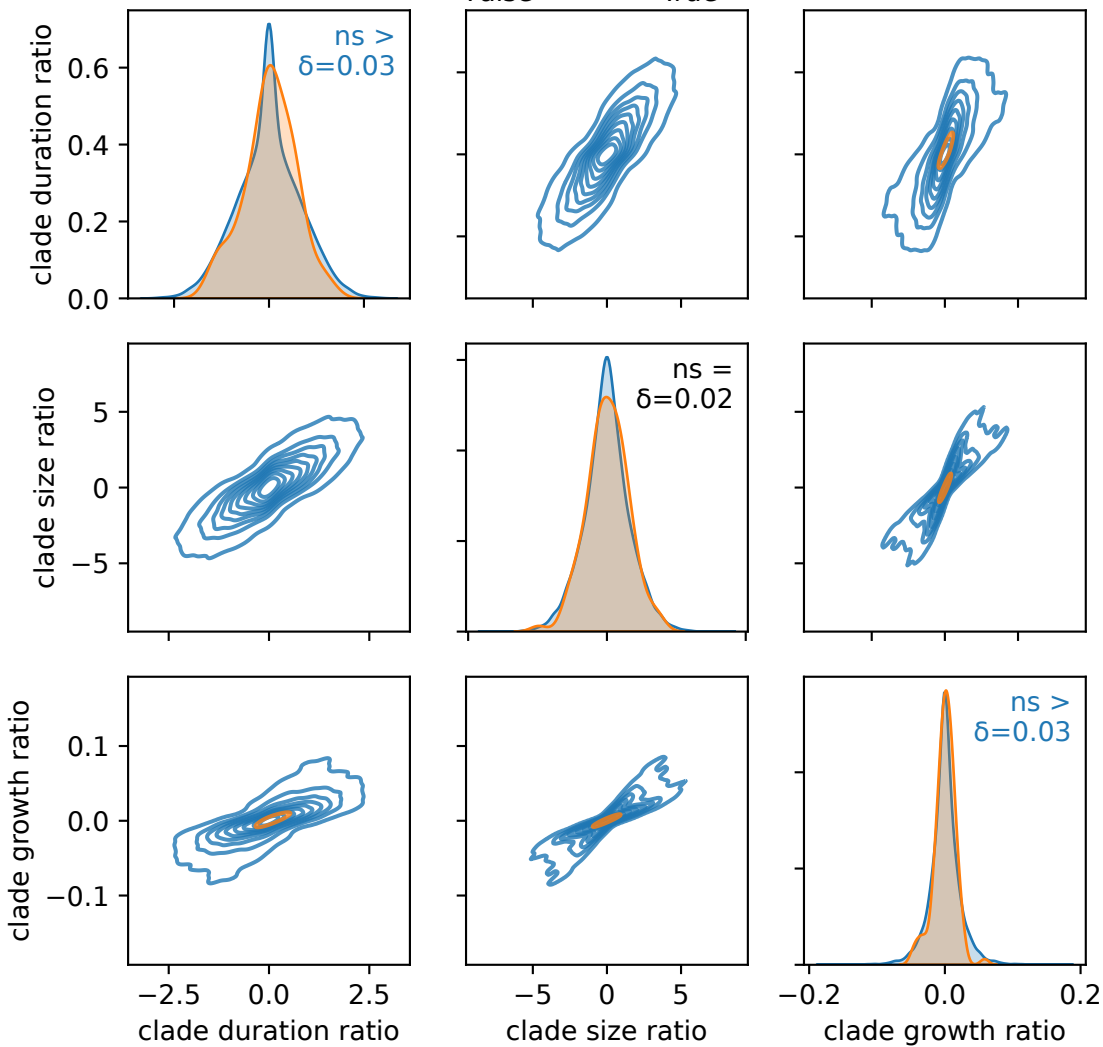 True
clade duration ratio
0.6
0.4
0.2
0.0
ns >
δ=0.03
clade size ratio
5
0
−5
ns =
δ=0.02
clade growth ratio
0.1
0.0
−0.1
ns >
δ=0.03
−2.5 0.0 2.5
−5 0 5
−0.2 0.0 0.2
clade duration ratio
clade size ratio
clade growth ratio